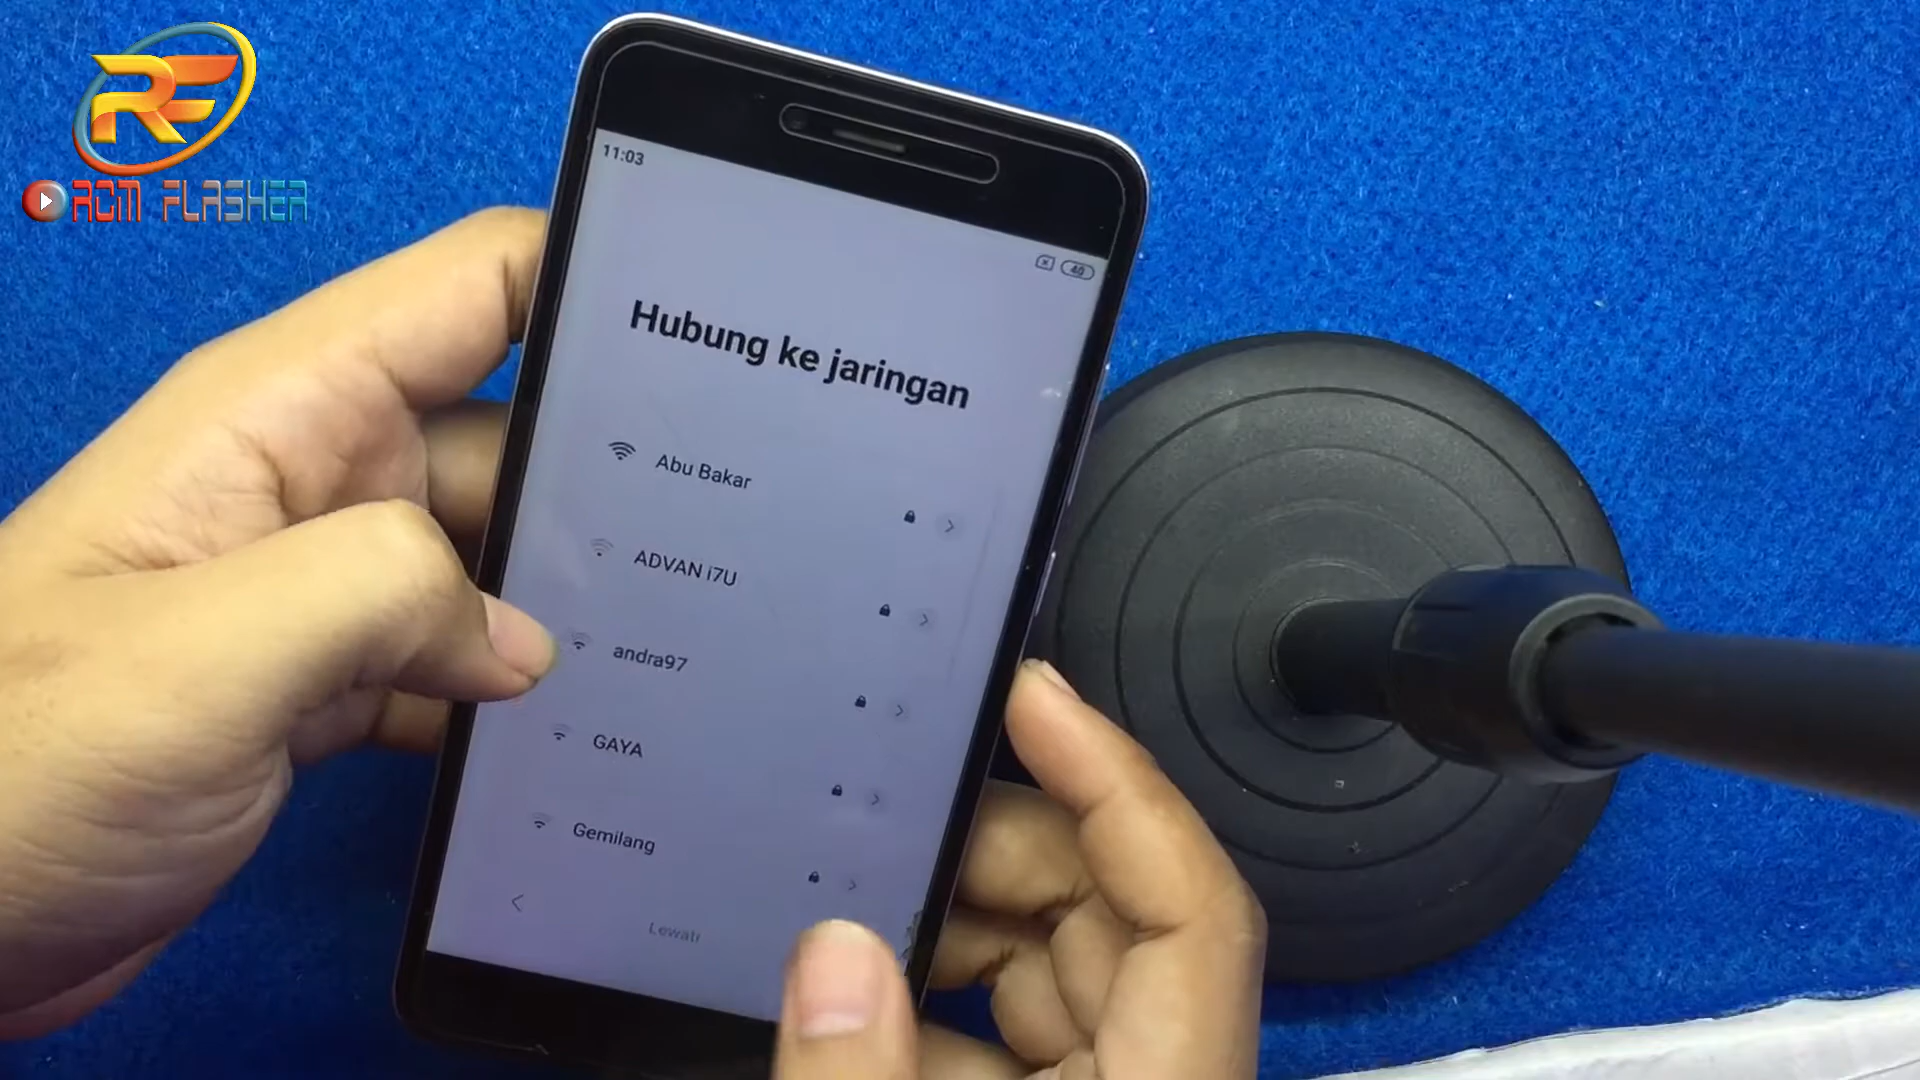 RF
ROM FLASHER
11:03
40
Hubung ke jaringan
Abu Bakar
ADVAN i7U
andra97
GAYA
Gemilang
Lewati